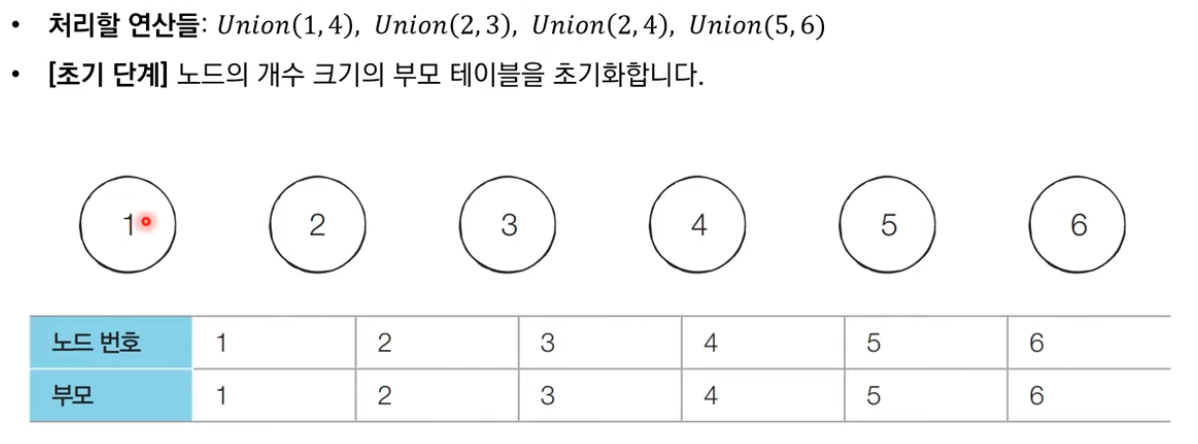 • 처리할 연산들: Union(1, 4), Union(2, 3), Union(2, 4), Union(5, 6)
• [초기 단계] 노드의 개수 크기의 부모 테이블을 초기화합니다.
1 2 3 4 5 6
노드 번호 1 2 3 4 5 6
부모 1 2 3 4 5 6